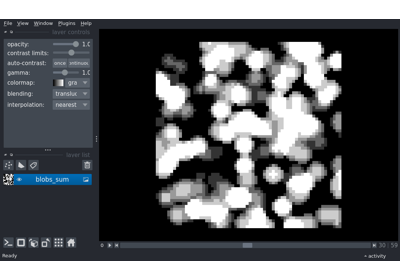 File View Window Plugins Help
layer controls
opacity: 1.0
contrast limits:
auto-contrast: once
gamma: 1.0
colormap: gra
blending: translu
interpolation: nearest
layer list
blobs_sum
0 30 59
Ready activity